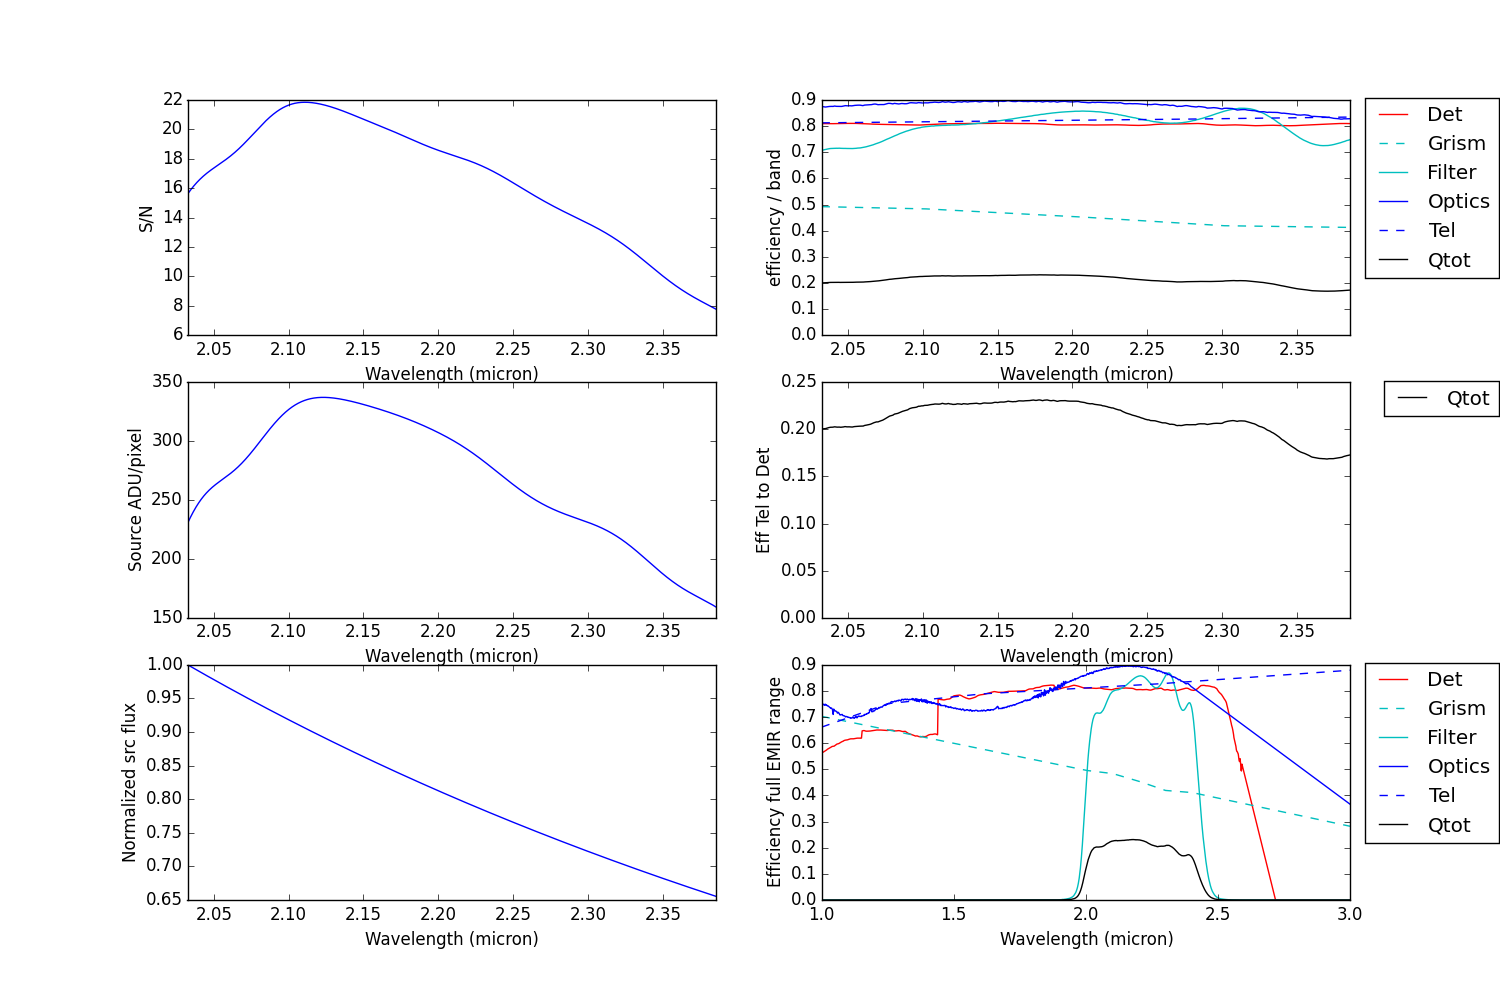 22
20
18
16
14
12
10
8
6
S/N
2.05 2.10 2.15 2.20 2.25 2.30 2.35
Wavelength (micron)
0.9
0.8
0.7
0.6
0.5
0.4
0.3
0.2
0.1
0.0
efficiency / band
2.05 2.10 2.15 2.20 2.25 2.30 2.35
Wavelength (micron)
Det
Grism
Filter
Optics
Tel
Qtot
350
300
250
200
150
Source ADU/pixel
2.05 2.10 2.15 2.20 2.25 2.30 2.35
Wavelength (micron)
0.25
0.20
0.15
0.10
0.05
0.00
Eff Tel to Det
2.05 2.10 2.15 2.20 2.25 2.30 2.35
Wavelength (micron)
Qtot
1.00
0.95
0.90
0.85
0.80
0.75
0.70
0.65
Normalized src flux
2.05 2.10 2.15 2.20 2.25 2.30 2.35
Wavelength (micron)
0.9
0.8
0.7
0.6
0.5
0.4
0.3
0.2
0.1
0.0
Efficiency full EMIR range
1.0 1.5 2.0 2.5 3.0
Wavelength (micron)
Det
Grism
Filter
Optics
Tel
Qtot